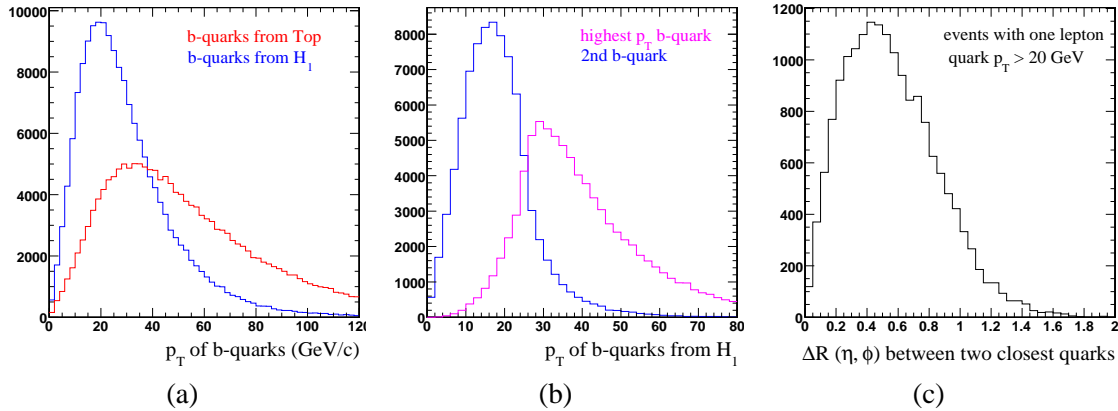 b-quarks from Top
b-quarks from H₁
10000
8000
6000
4000
2000
0
0 20 40 60 80 100 120
p_T of b-quarks (GeV/c)
(a)
highest p_T b-quark
2nd b-quark
8000
7000
6000
5000
4000
3000
2000
1000
0
0 10 20 30 40 50 60 70 80
p_T of b-quarks from H₁
(b)
events with one lepton
quark p_T > 20 GeV
1200
1000
800
600
400
200
0
0 0.2 0.4 0.6 0.8 1 1.2 1.4 1.6 1.8 2
ΔR (η, ϕ) between two closest quarks
(c)